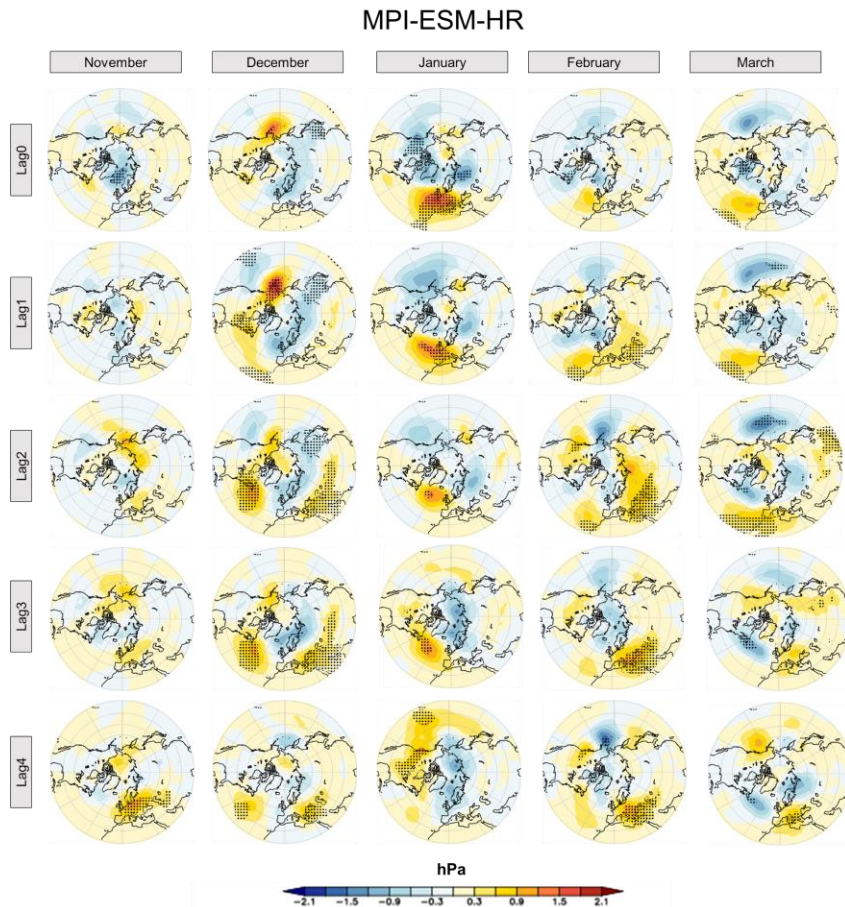 MPI-ESM-HR
November December January February March
Lag0
Lag1
Lag2
Lag3
Lag4
hPa
−2.1 −1.5 −0.9 −0.3 0.3 0.9 1.5 2.1